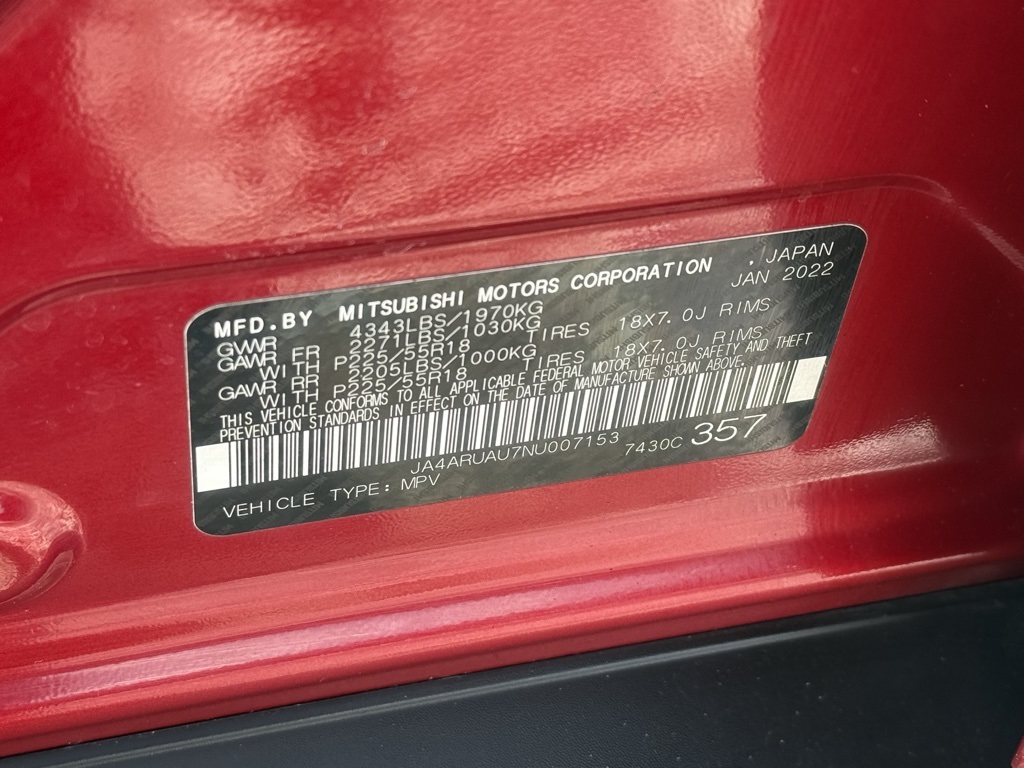 MFD.BY MITSUBISHI MOTORS CORPORATION , JAPAN
GVWR 4343LBS/1970KG JAN 2022
GAWR FR 2271LBS/1030KG
WITH P225/55R18 TIRES 18X7.0J RIMS
GAWR RR 2205LBS/1000KG
WITH P225/55R18 TIRES 18X7.0J RIMS
THIS VEHICLE CONFORMS TO ALL APPLICABLE FEDERAL MOTOR VEHICLE SAFETY AND THEFT
PREVENTION STANDARDS IN EFFECT ON THE DATE OF MANUFACTURE SHOWN ABOVE.
JA4ARUAU7NU007153 7430C 357
VEHICLE TYPE: MPV